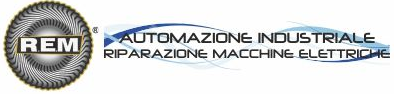 REM ®
AUTOMAZIONE INDUSTRIALE
RIPARAZIONE MACCHINE ELETTRICHE